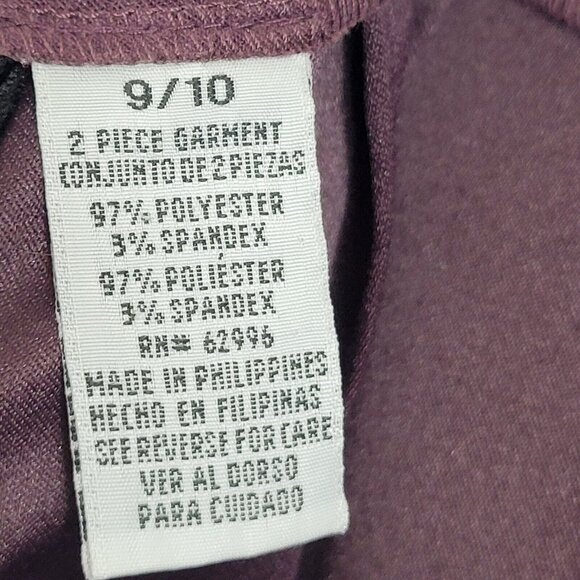 9/10
2 PIECE GARMENT
CONJUNTO DE 2 PIEZAS
97% POLYESTER
3% SPANDEX
97% POLIÉSTER
3% SPANDEX
RN# 62996
MADE IN PHILIPPINES
HECHO EN FILIPINAS
SEE REVERSE FOR CARE
VER AL DORSO
PARA CUIDADO